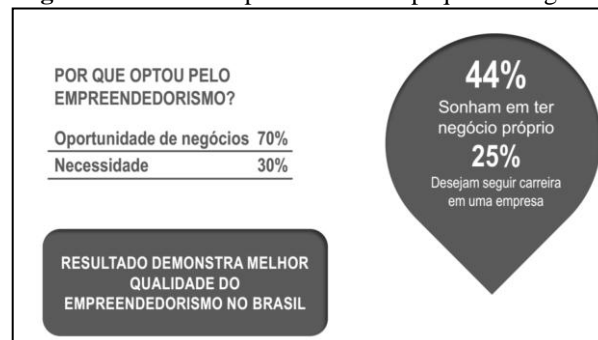 POR QUE OPTOU PELO
EMPREENDEDORISMO?
Oportunidade de negócios 70%
Necessidade 30%
RESULTADO DEMONSTRA MELHOR
QUALIDADE DO
EMPREENDEDORISMO NO BRASIL
44%
Sonham em ter
negócio próprio
25%
Desejam seguir carreira
em uma empresa